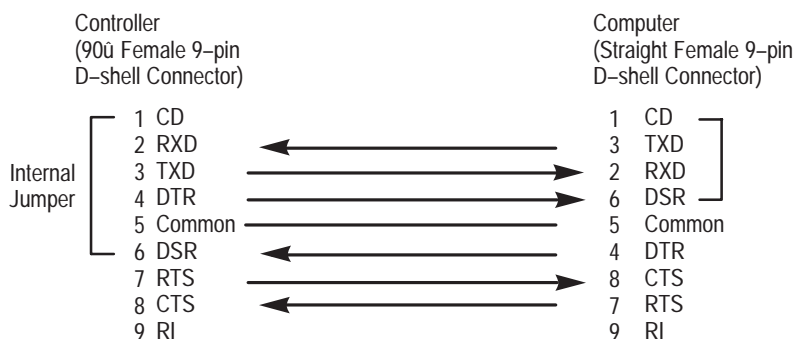 Controller
(90û Female 9–pin
D–shell Connector)
Computer
(Straight Female 9–pin
D–shell Connector)
Internal
Jumper
1 CD
2 RXD
3 TXD
4 DTR
5 Common
6 DSR
7 RTS
8 CTS
9 RI
1 CD
3 TXD
2 RXD
6 DSR
5 Common
4 DTR
8 CTS
7 RTS
9 RI